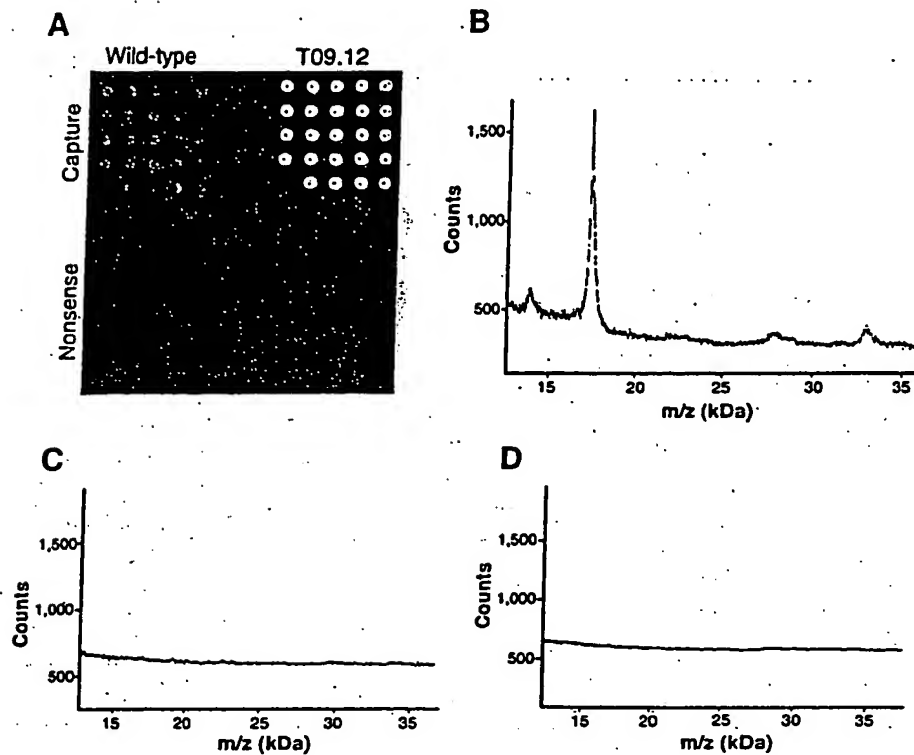 A
Wild-type T09.12
Capture
Nonsense
B
1,500
1,000
500
Counts
15 20 25 30 35
m/z (kDa)
C
1,500
1,000
500
Counts
15 20 25 30 35
m/z (kDa)
D
1,500
1,000
500
Counts
15 20 25 30 35
m/z (kDa)